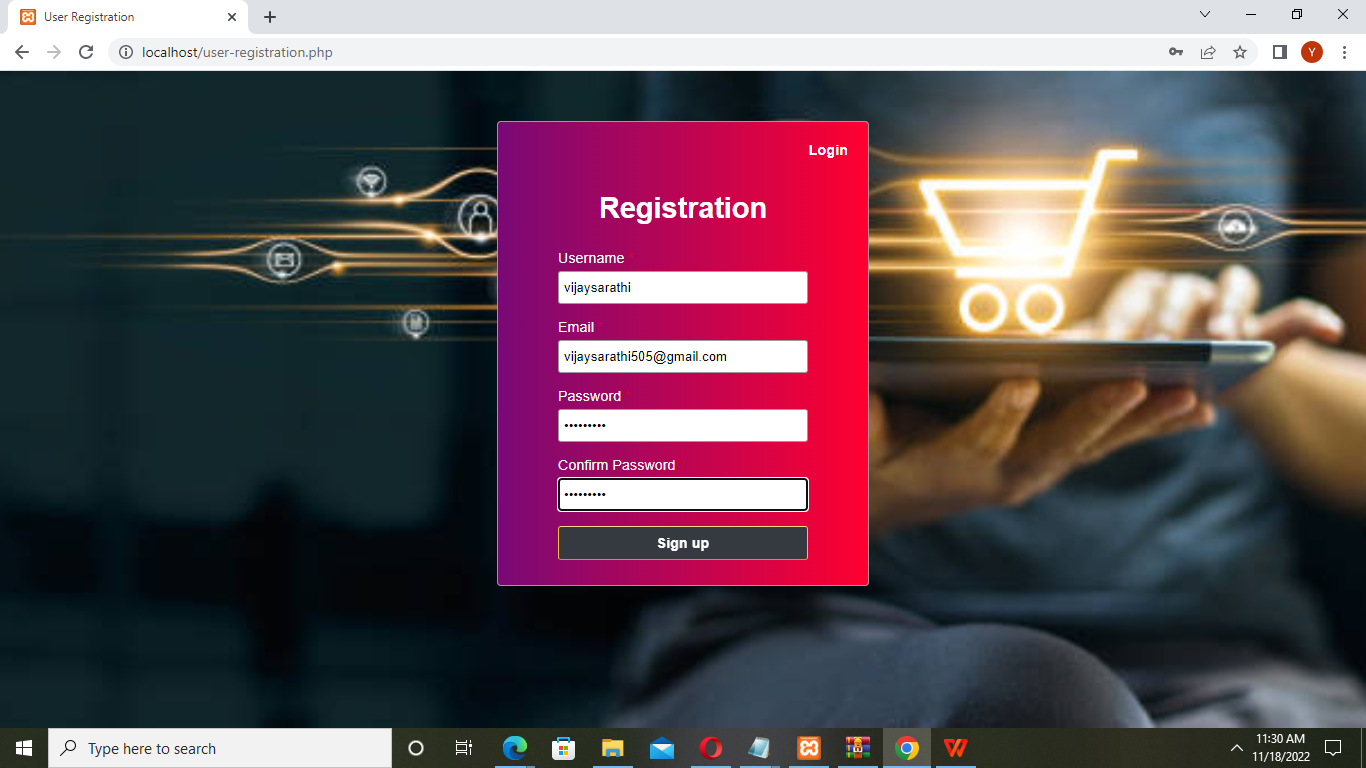 User Registration
localhost/user-registration.php
Y
Login
Registration
Username *
vijaysarathi
Email *
vijaysarathi505@gmail.com
Password *
•••••••••
Confirm Password
•••••••••
Sign up
Type here to search
11:30 AM
11/18/2022